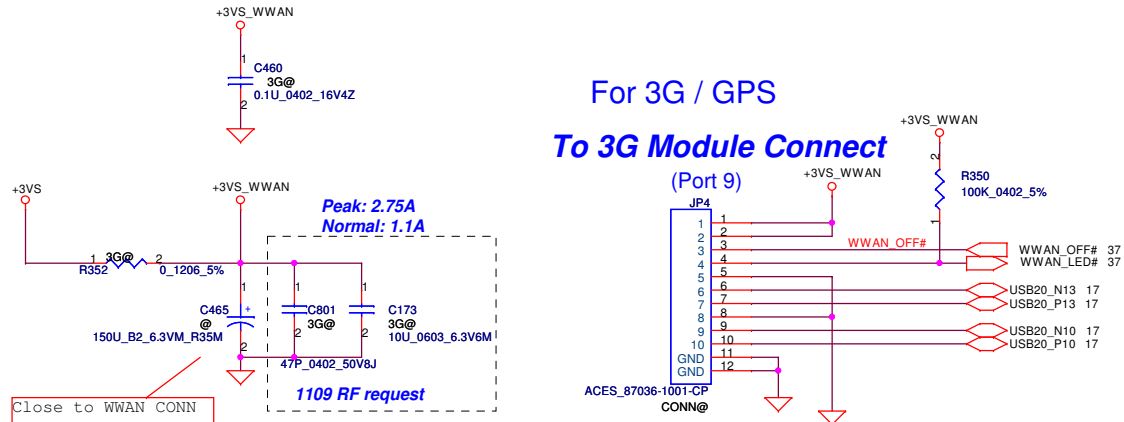 +3VS_WWAN
1
C460
3G@
0.1U_0402_16V4Z
2
For 3G / GPS
To 3G Module Connect
(Port 9)
+3VS
+3VS_WWAN
Peak: 2.75A
Normal: 1.1A
1
3G@
2
R352
0_1206_5%
1
C465
+
@
150U_B2_6.3VM_R35M
2
1
C801
3G@
2
47P_0402_50V8J
1
C173
3G@
10U_0603_6.3V6M
2
1109 RF request
Close to WWAN CONN
+3VS_WWAN
+3VS_WWAN
2
R350
100K_0402_5%
1
JP4
1 1
2 2
3 3 WWAN_OFF# WWAN_OFF# 37
4 4 WWAN_LED# 37
5 5
6 6 USB20_N13 17
7 7 USB20_P13 17
8 8
9 9 USB20_N10 17
10 10 USB20_P10 17
GND 11
GND 12
ACES_87036-1001-CP
CONN@